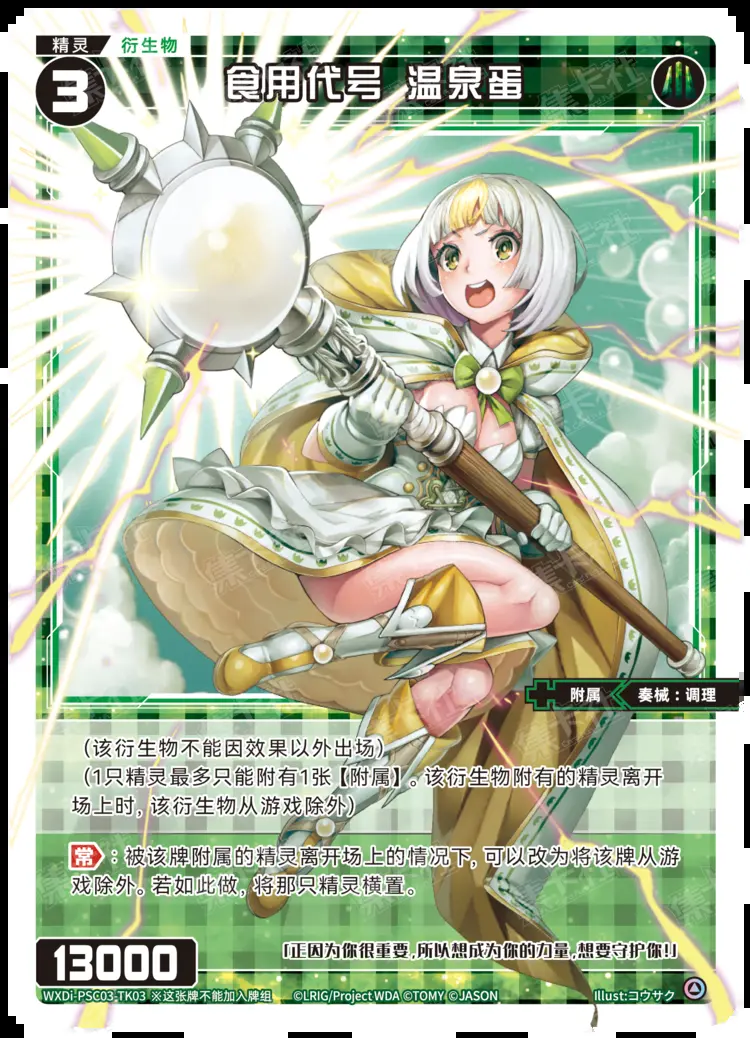 精灵 衍生物
3
食用代号 温泉蛋
附属 奏械：调理
（该衍生物不能因效果以外出场）
（1只精灵最多只能附有1张【附属】。该衍生物附有的精灵离开
场上时, 该衍生物从游戏除外）
常：被该牌附属的精灵离开场上的情况下, 可以改为将该牌从游
戏除外。若如此做, 将那只精灵横置。
「正因为你很重要,所以想成为你的力量,想要守护你!」
13000
WXDi-PSC03-TK03 ※这张牌不能加入牌组 ©LRIG/Project WDA ©TOMY ©JASON Illust:コウサク
集卡社